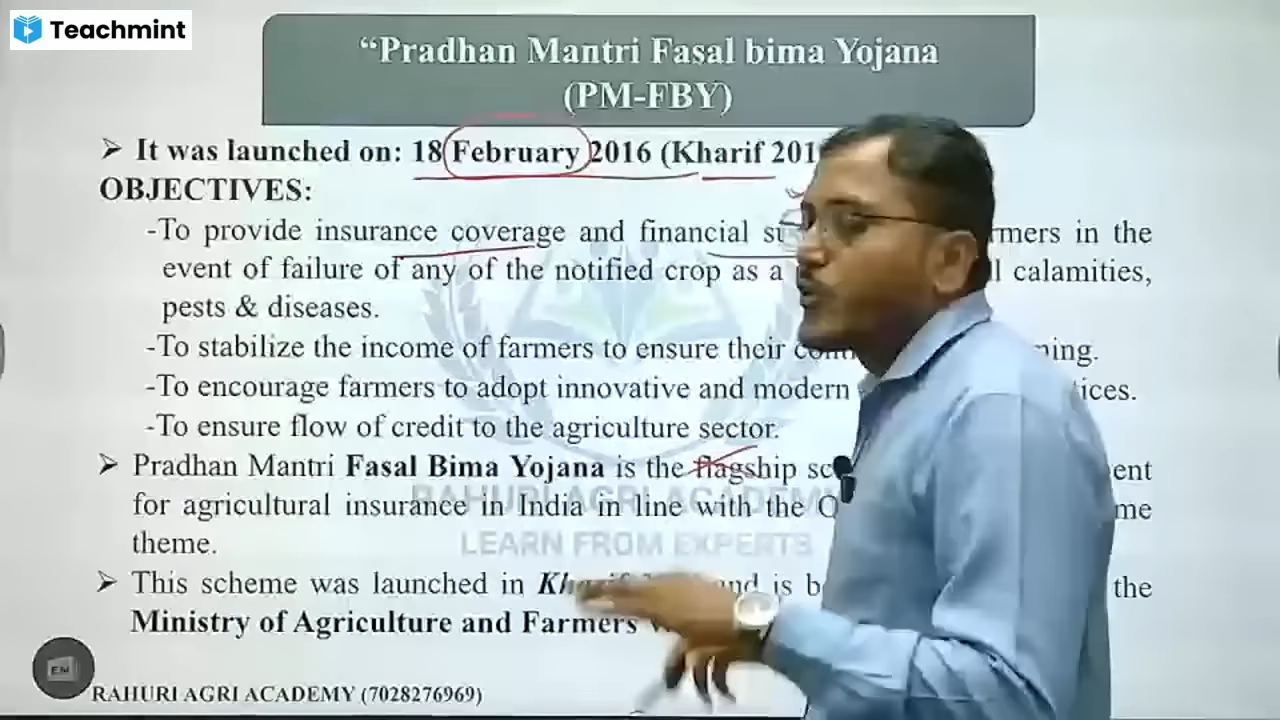 Teachmint
“Pradhan Mantri Fasal bima Yojana
(PM-FBY)
➢ It was launched on: 18 February 2016 (Kharif
OBJECTIVES:
-To provide insurance coverage and financial in the
event of failure of any of the notified crop as a calamities,
pests & diseases.
-To stabilize the income of farmers to ensure their
-To encourage farmers to adopt innovative and modern
-To ensure flow of credit to the agriculture sector.
➢ Pradhan Mantri Fasal Bima Yojana is the flagship
for agricultural insurance in India in line with the
theme.
➢ This scheme was launched in is the
Ministry of Agriculture and Farmers
RAHURI AGRI ACADEMY
LEARN FROM EXPERTS
EM
RAHURI AGRI ACADEMY (7028276969)